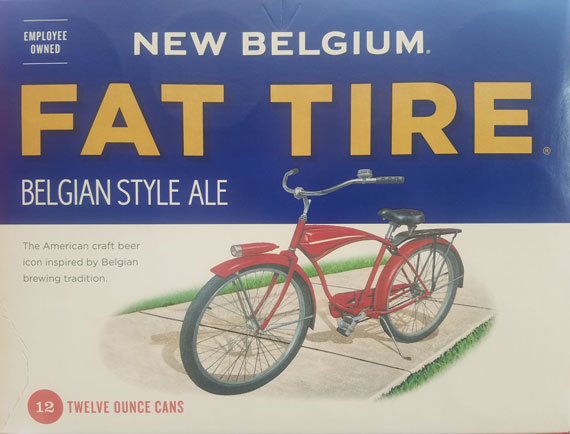 EMPLOYEE
OWNED
NEW BELGIUM®
FAT TIRE®
BELGIAN STYLE ALE
The American craft beer
icon inspired by Belgian
brewing tradition.
12 TWELVE OUNCE CANS